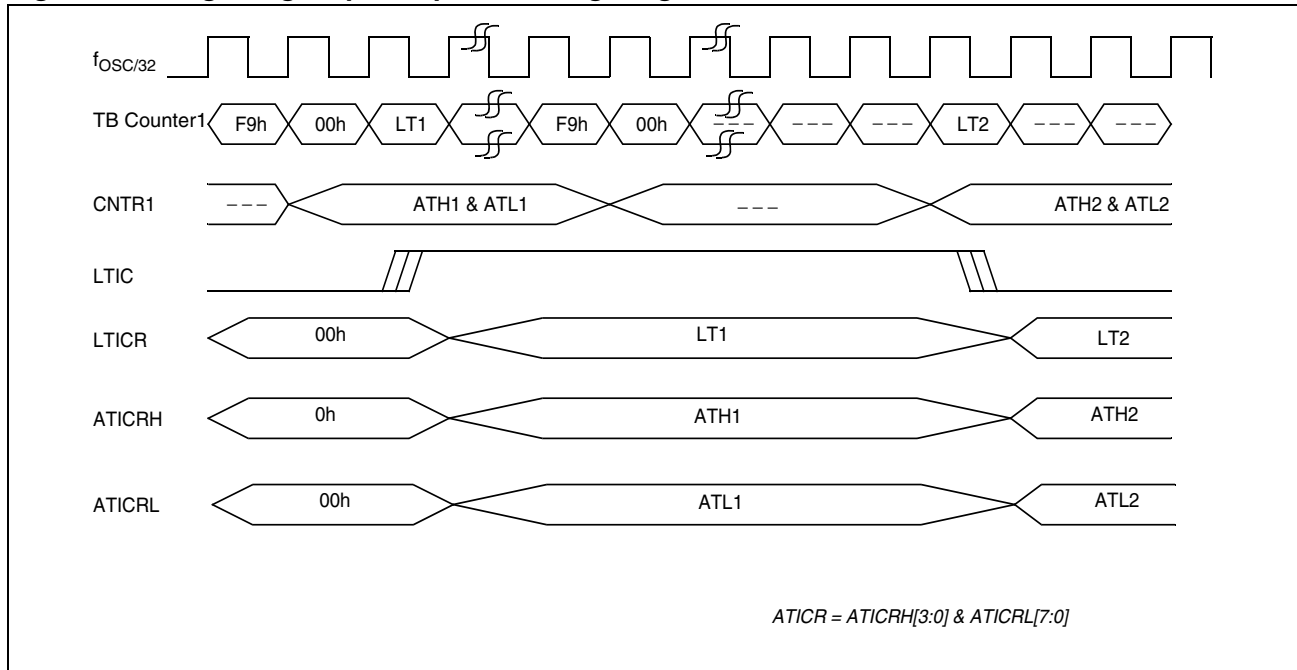 fOSC/32
TB Counter1 F9h 00h LT1 F9h 00h – – – – – – – – – LT2 – – – – – –
CNTR1 – – – ATH1 & ATL1 – – – ATH2 & ATL2
LTIC
LTICR 00h LT1 LT2
ATICRH 0h ATH1 ATH2
ATICRL 00h ATL1 ATL2
ATICR = ATICRH[3:0] & ATICRL[7:0]